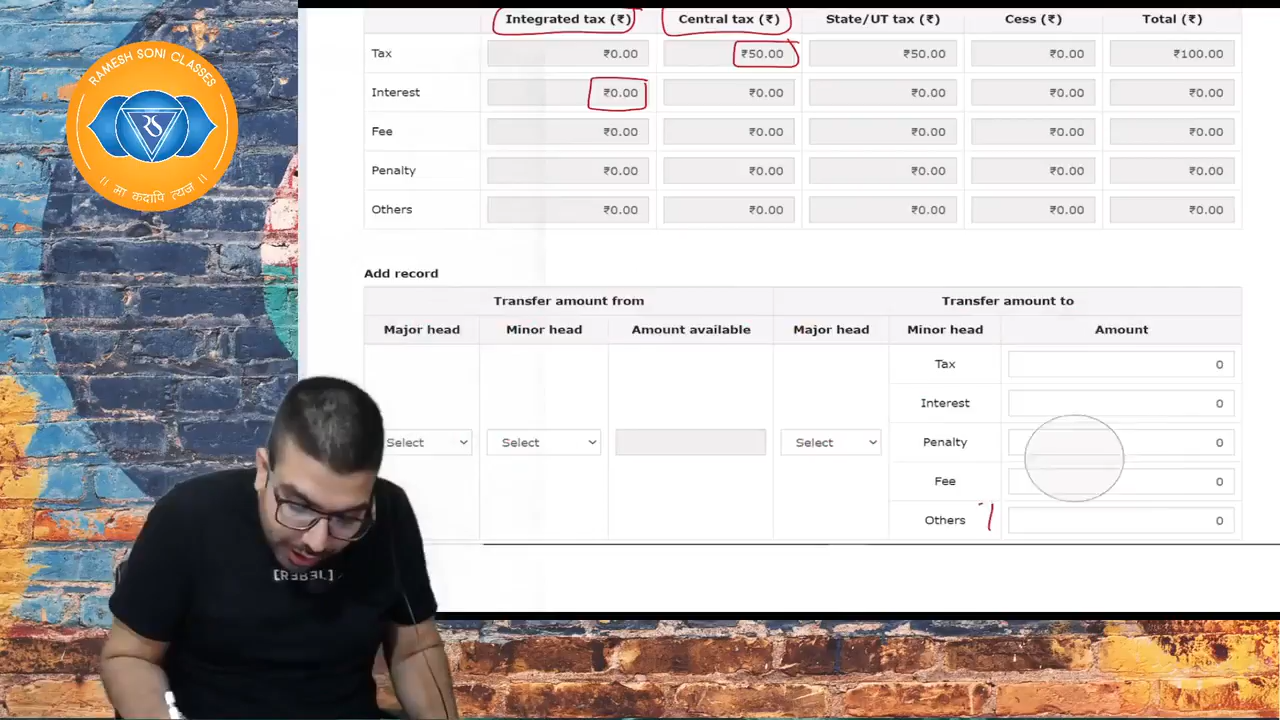 RAMESH SONI CLASSES
RS
॥ मा कदापि त्यज ॥
Integrated tax (₹) Central tax (₹) State/UT tax (₹) Cess (₹) Total (₹)
Tax ₹0.00 ₹50.00 ₹50.00 ₹0.00 ₹100.00
Interest ₹0.00 ₹0.00 ₹0.00 ₹0.00 ₹0.00
Fee ₹0.00 ₹0.00 ₹0.00 ₹0.00 ₹0.00
Penalty ₹0.00 ₹0.00 ₹0.00 ₹0.00 ₹0.00
Others ₹0.00 ₹0.00 ₹0.00 ₹0.00 ₹0.00
Add record
Transfer amount from Transfer amount to
Major head Minor head Amount available Major head Minor head Amount
Tax 0
Interest 0
Select Select Select Penalty 0
Fee 0
Others 0
[REBEL]